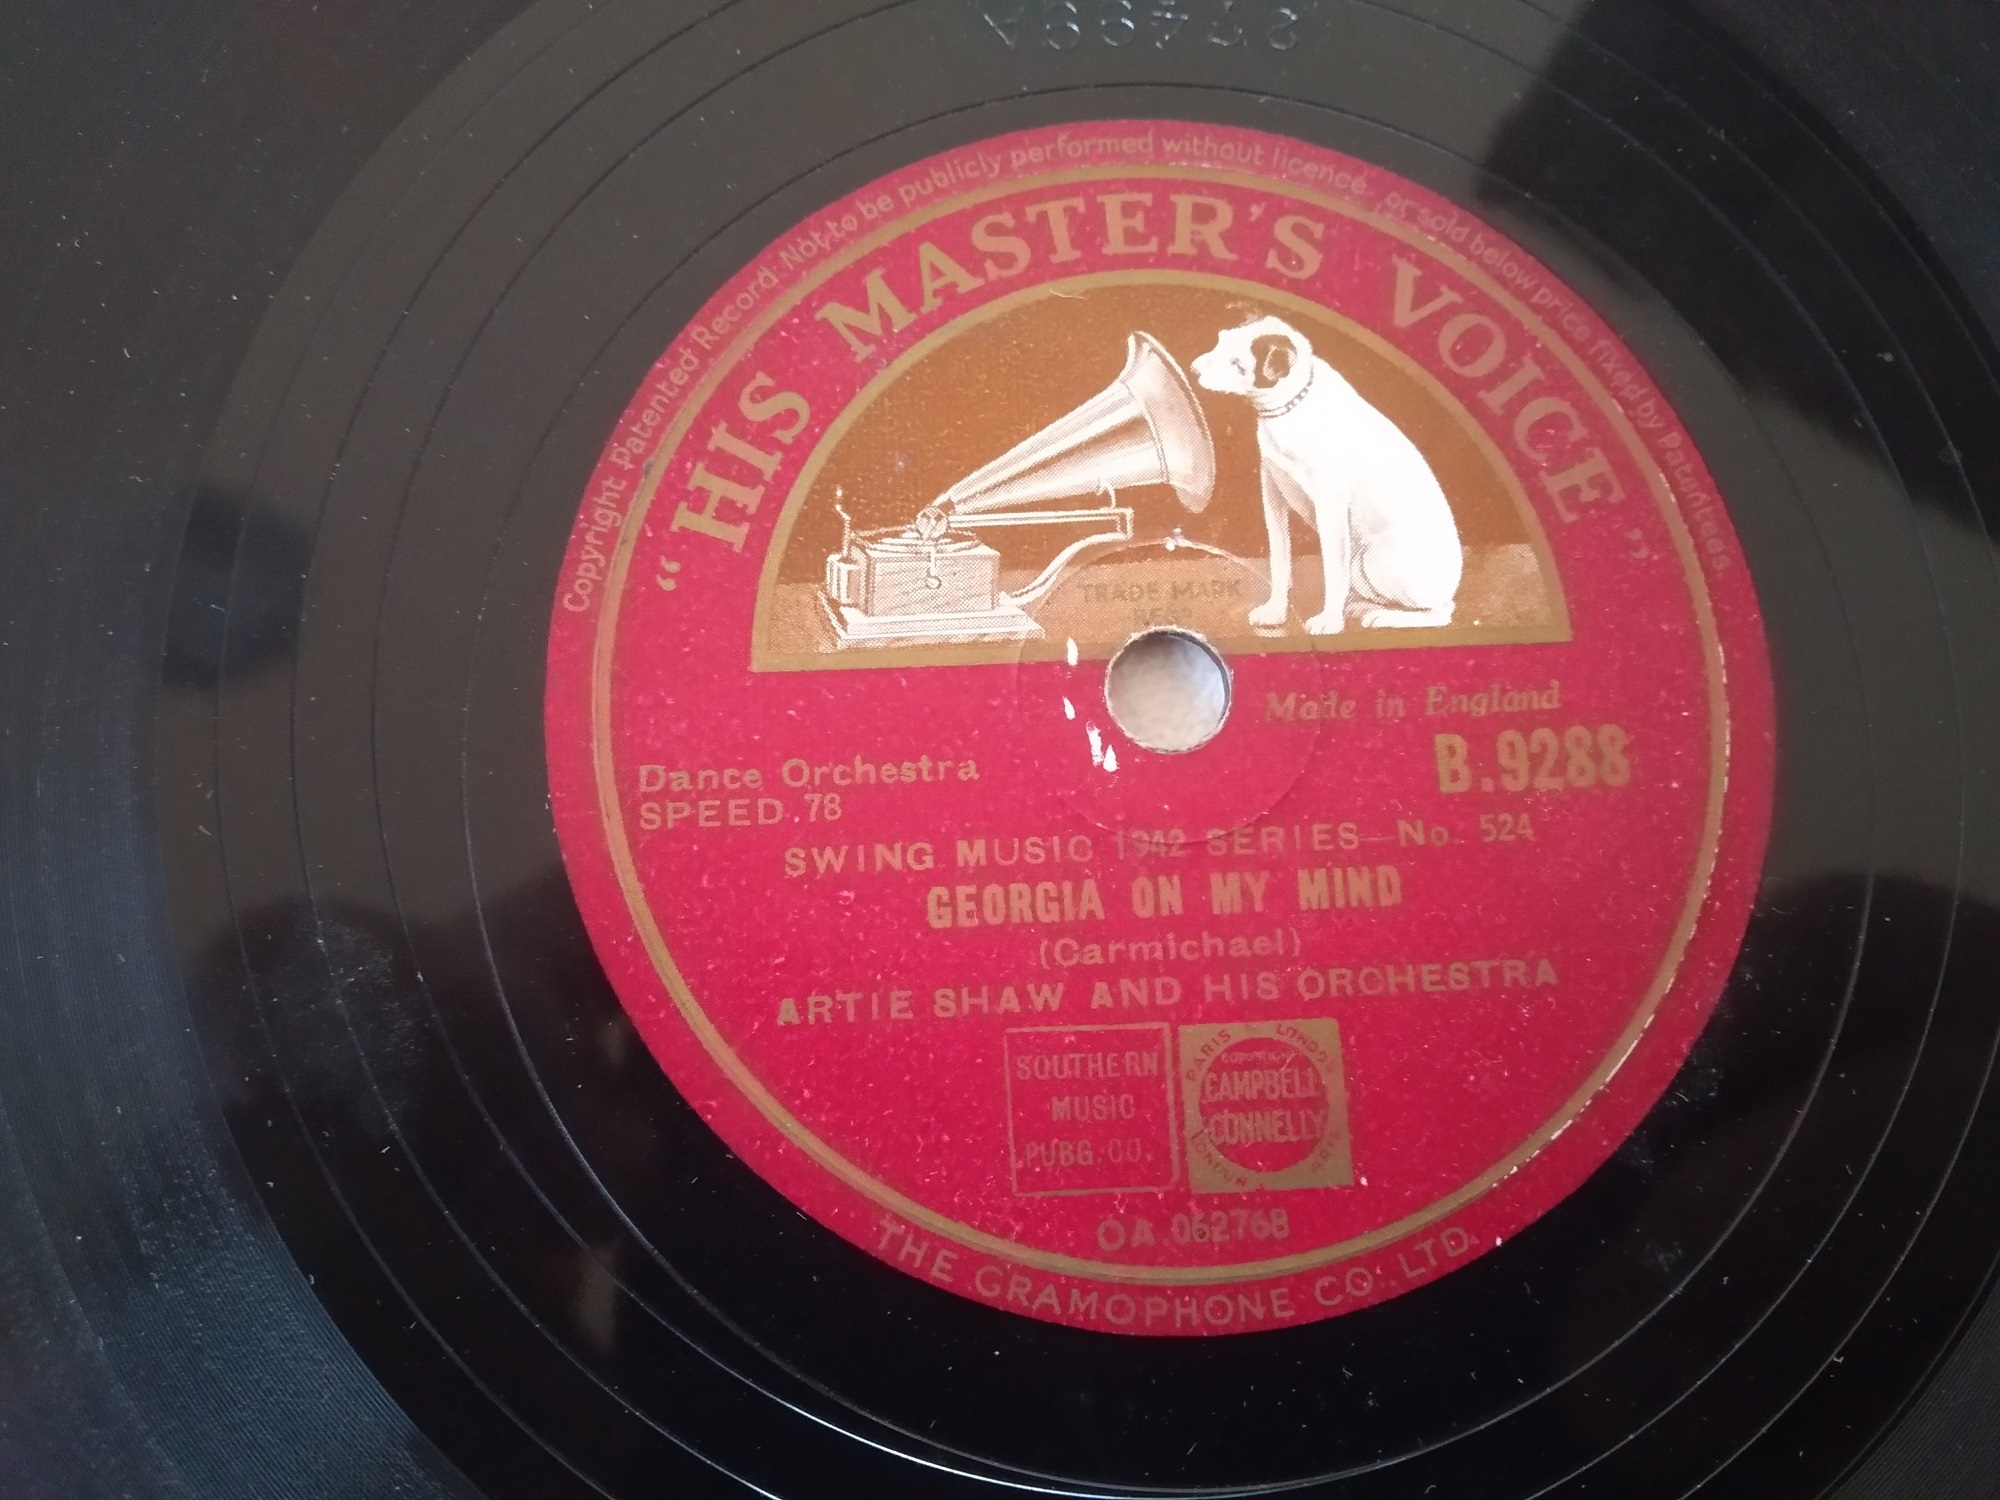 Copyright Patented Record: Not to be publicly performed without licence, or sold below price fixed by Patentees.
"HIS MASTER'S VOICE"
TRADE MARK
Made in England
B.9288
Dance Orchestra
SPEED.78
SWING MUSIC 1942 SERIES—No. 524
GEORGIA ON MY MIND
(Carmichael)
ARTIE SHAW AND HIS ORCHESTRA
SOUTHERN
MUSIC
PUBG. CO.
PARIS LONDON
COPYRIGHT
CAMPBELL
CONNELLY
LONDON PARIS
OA.062768
THE GRAMOPHONE CO. LTD.